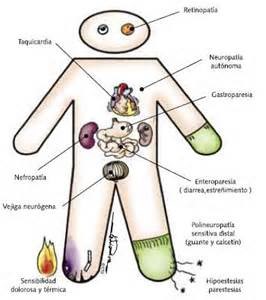 Retinopatía
Taquicardia
Neuropatía
autónoma
Gastroparesia
Nefropatía
Enteroparesia
( diarrea,estreñimiento )
Vejiga neurógena
Polineuropatía
sensitiva distal
(guante y calcetín)
Sensibilidad
dolorosa y térmica
Hipoestesias
parestesias